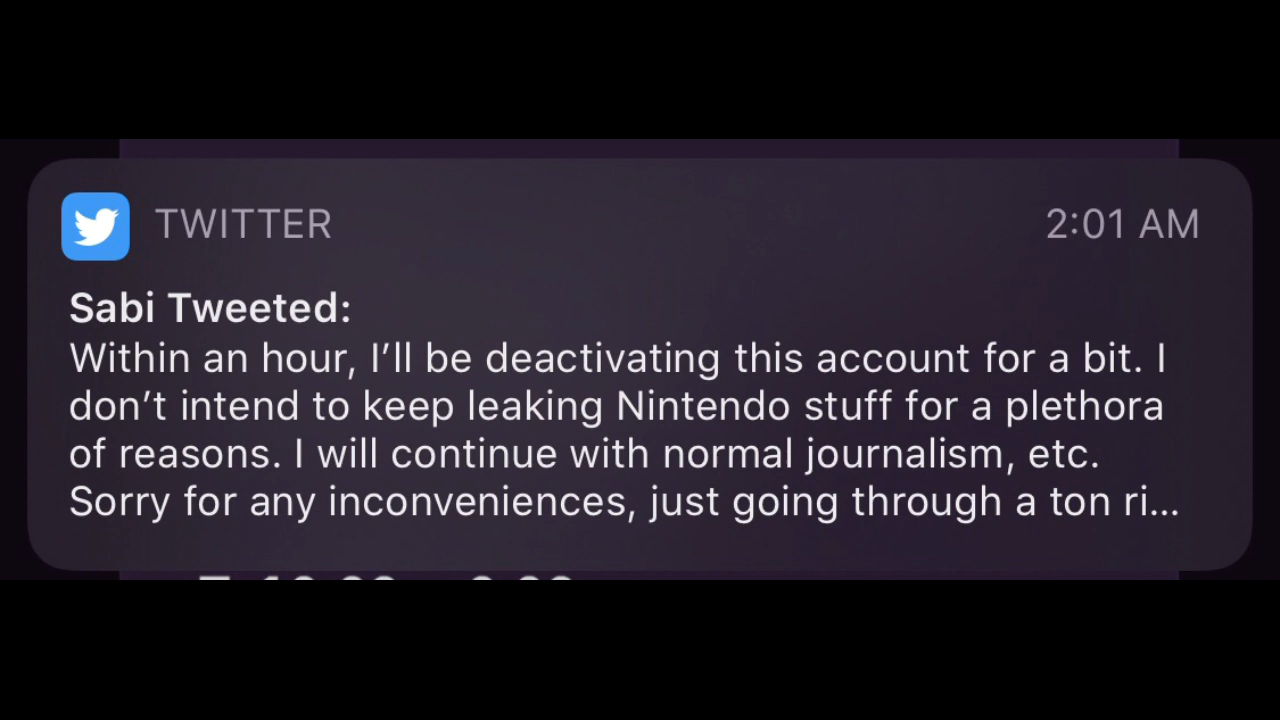 TWITTER
2:01 AM
Sabi Tweeted:
Within an hour, I’ll be deactivating this account for a bit. I
don’t intend to keep leaking Nintendo stuff for a plethora
of reasons. I will continue with normal journalism, etc.
Sorry for any inconveniences, just going through a ton ri...